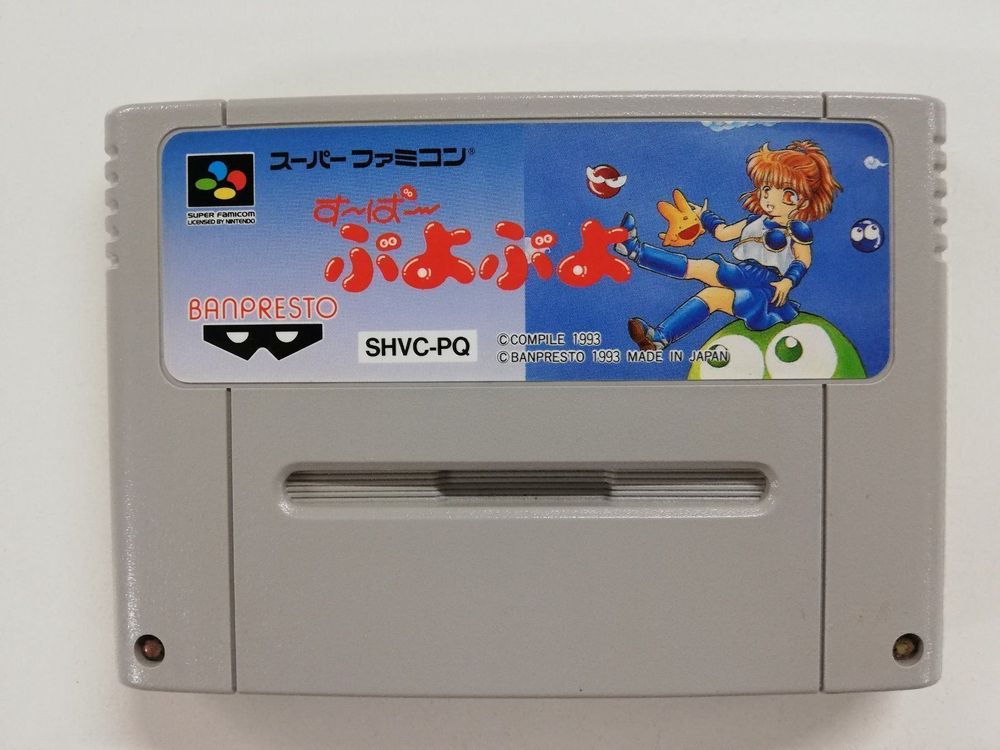 スーパーファミコン®
SUPER FAMICOM
LICENSED BY NINTENDO
す～ぱ～
ぷよぷよ
BANPRESTO
SHVC-PQ
©COMPILE 1993
©BANPRESTO 1993 MADE IN JAPAN